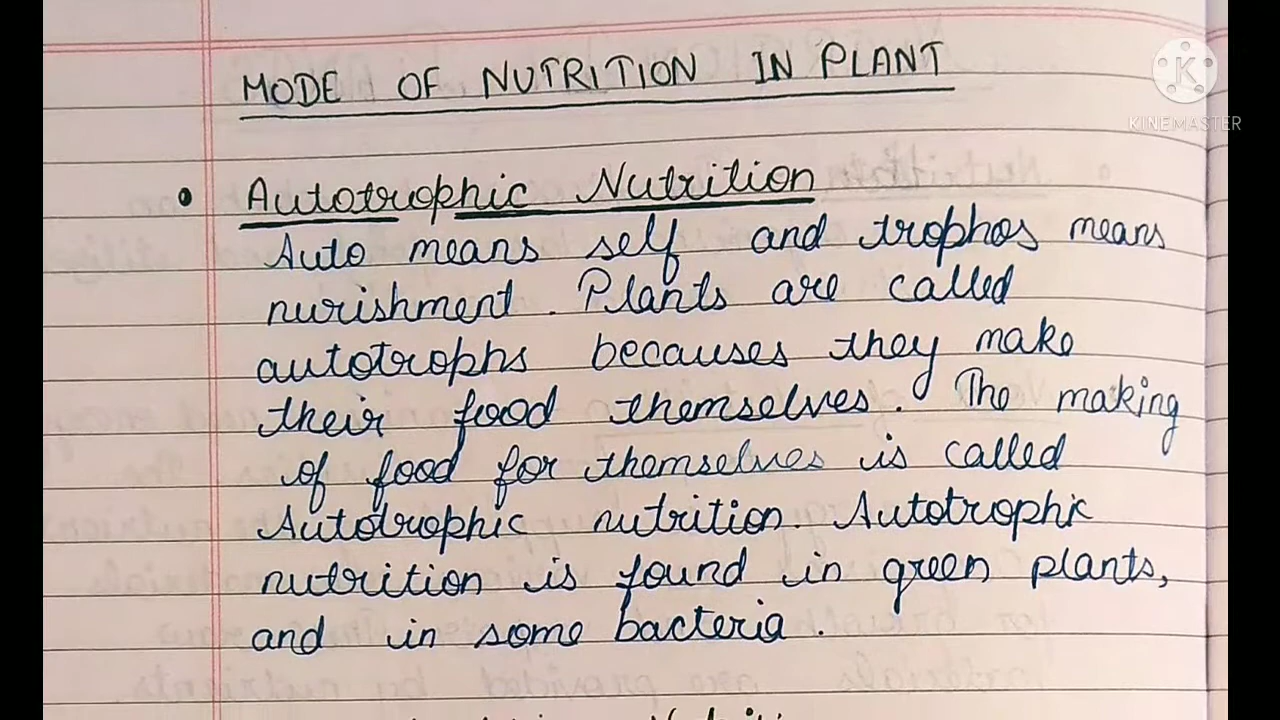 MODE OF NUTRITION IN PLANT
K
KINEMASTER
• Autotrophic Nutrition
Auto means self and trophos means
nurishment. Plants are called
autotrophs becauses they make
their food themselves. The making
of food for themselves is called
Autotrophic nutrition. Autotrophic
nutrition is found in green plants,
and in some bacteria.